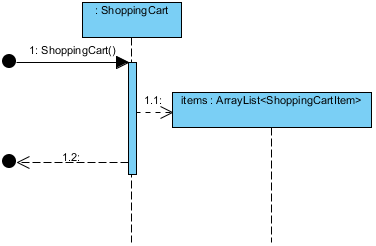 : ShoppingCart
1: ShoppingCart()
1.1:
items : ArrayList<ShoppingCartItem>
1.2: